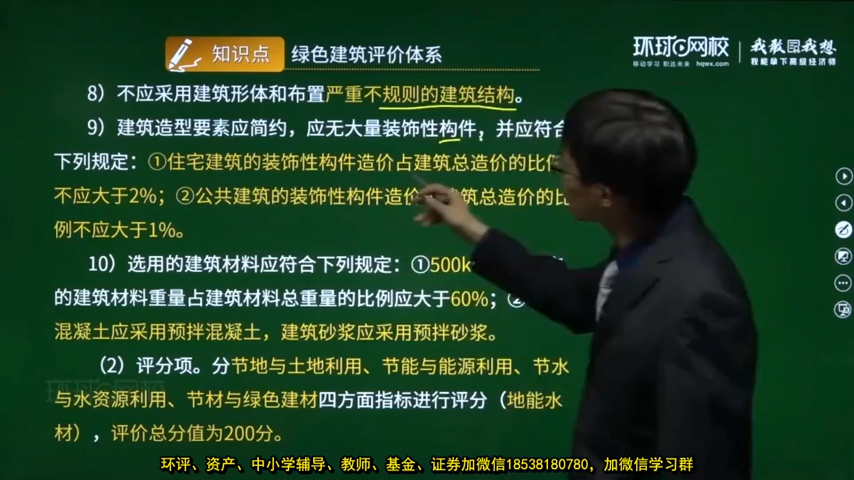 知识点 绿色建筑评价体系
环球网校
移动学习 职达未来 hqwx.com
我敢我想
我能拿下高级经济师
8）不应采用建筑形体和布置严重不规则的建筑结构。
9）建筑造型要素应简约，应无大量装饰性构件，并应符合
下列规定：①住宅建筑的装饰性构件造价占建筑总造价的比
不应大于2%；②公共建筑的装饰性构件造价 建筑总造价的比
例不应大于1%。
10）选用的建筑材料应符合下列规定：①500k
的建筑材料重量占建筑材料总重量的比例应大于60%；②
混凝土应采用预拌混凝土，建筑砂浆应采用预拌砂浆。
（2）评分项。分节地与土地利用、节能与能源利用、节水
与水资源利用、节材与绿色建材四方面指标进行评分（地能水
材），评价总分值为200分。
环球网校
环评、资产、中小学辅导、教师、基金、证券加微信18538180780，加微信学习群